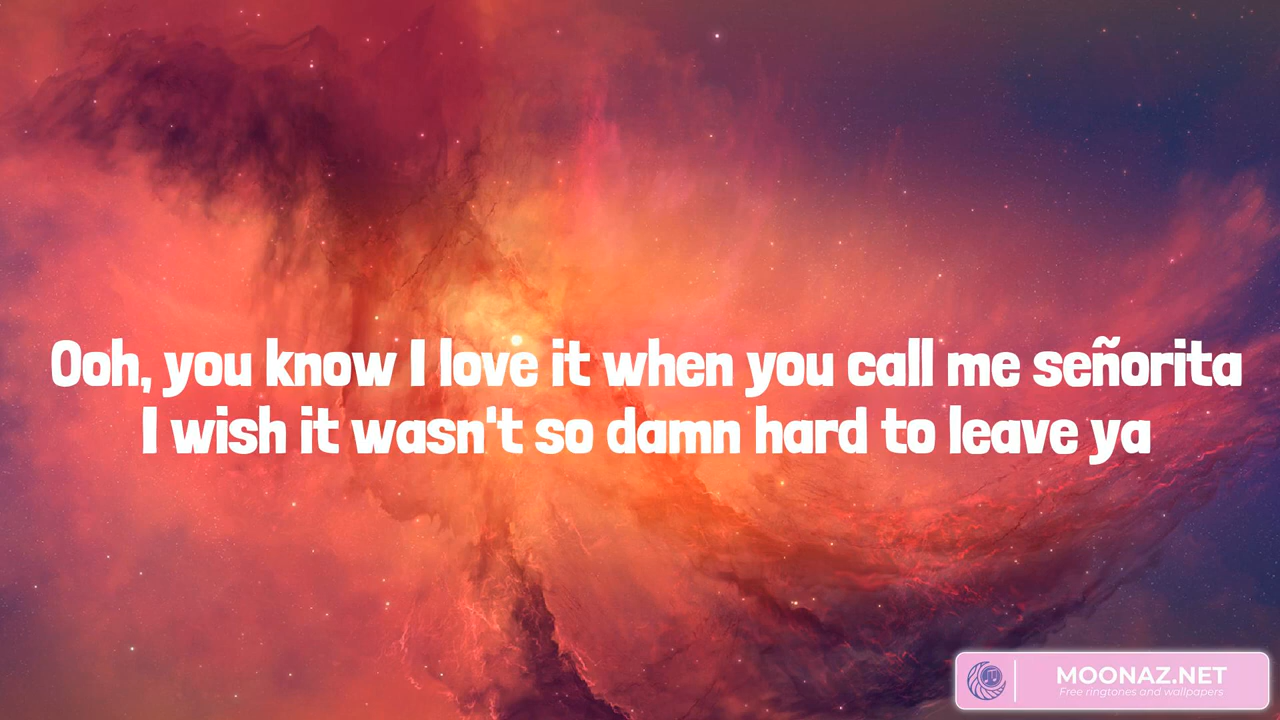 Ooh, you know I love it when you call me señorita
I wish it wasn't so damn hard to leave ya
MOONAZ.NET
Free ringtones and wallpapers